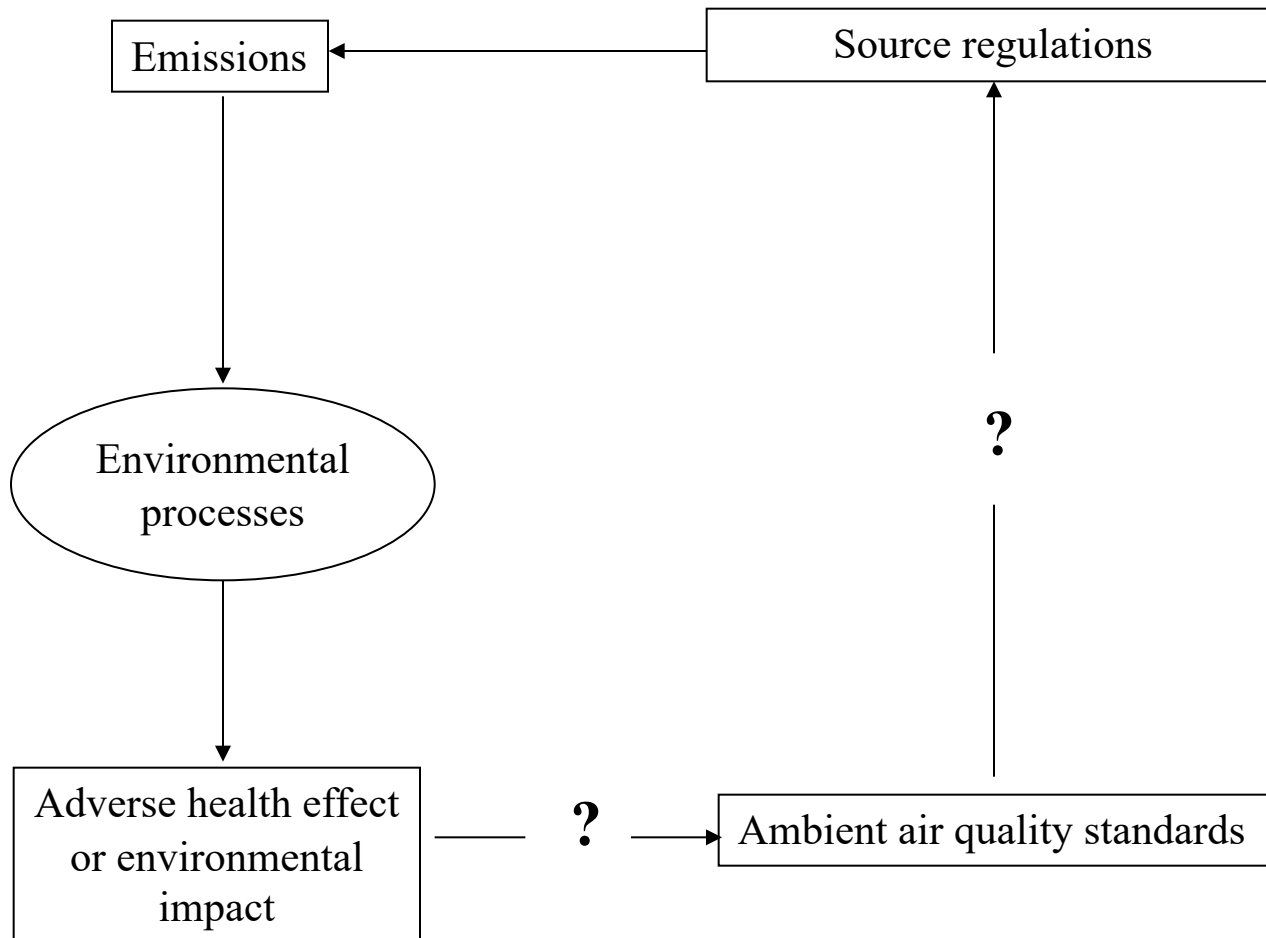 Emissions
Source regulations
Environmental
processes
?
Adverse health effect
or environmental
impact
?
Ambient air quality standards